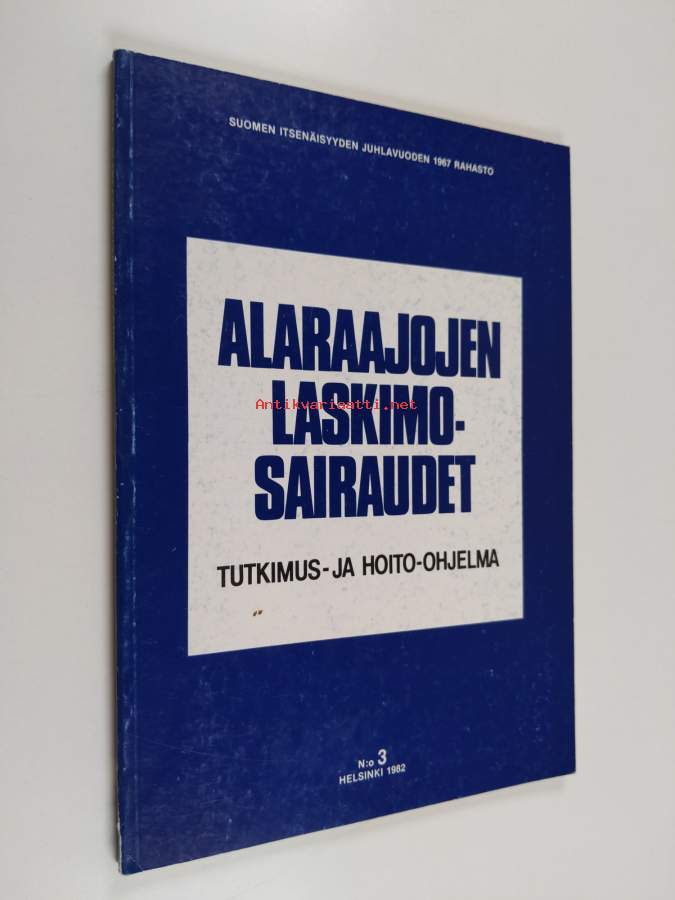 SUOMEN ITSENÄISYYDEN JUHLAVUODEN 1967 RAHASTO
ALARAAJOJEN
Antikvariaatti.net
LASKIMO-
SAIRAUDET
TUTKIMUS- JA HOITO-OHJELMA
N:o 3
HELSINKI 1982